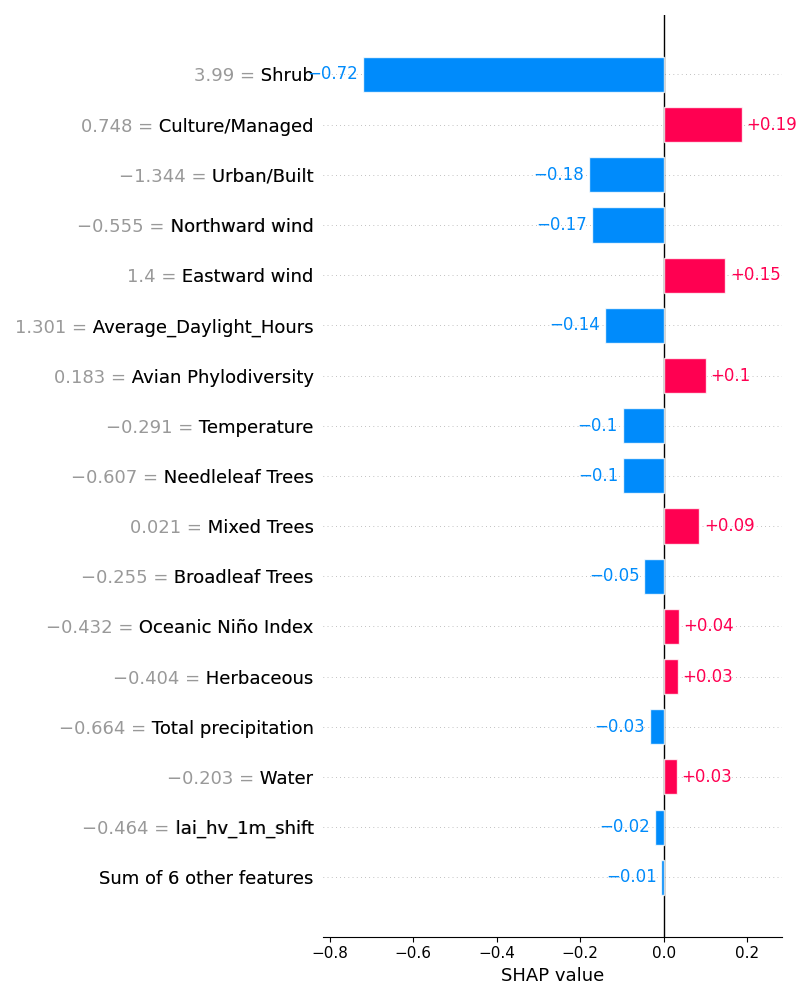 3.99 = Shrub −0.72
0.748 = Culture/Managed +0.19
−1.344 = Urban/Built −0.18
−0.555 = Northward wind −0.17
1.4 = Eastward wind +0.15
1.301 = Average_Daylight_Hours −0.14
0.183 = Avian Phylodiversity +0.1
−0.291 = Temperature −0.1
−0.607 = Needleleaf Trees −0.1
0.021 = Mixed Trees +0.09
−0.255 = Broadleaf Trees −0.05
−0.432 = Oceanic Niño Index +0.04
−0.404 = Herbaceous +0.03
−0.664 = Total precipitation −0.03
−0.203 = Water +0.03
−0.464 = lai_hv_1m_shift −0.02
Sum of 6 other features −0.01
−0.8 −0.6 −0.4 −0.2 0.0 0.2
SHAP value